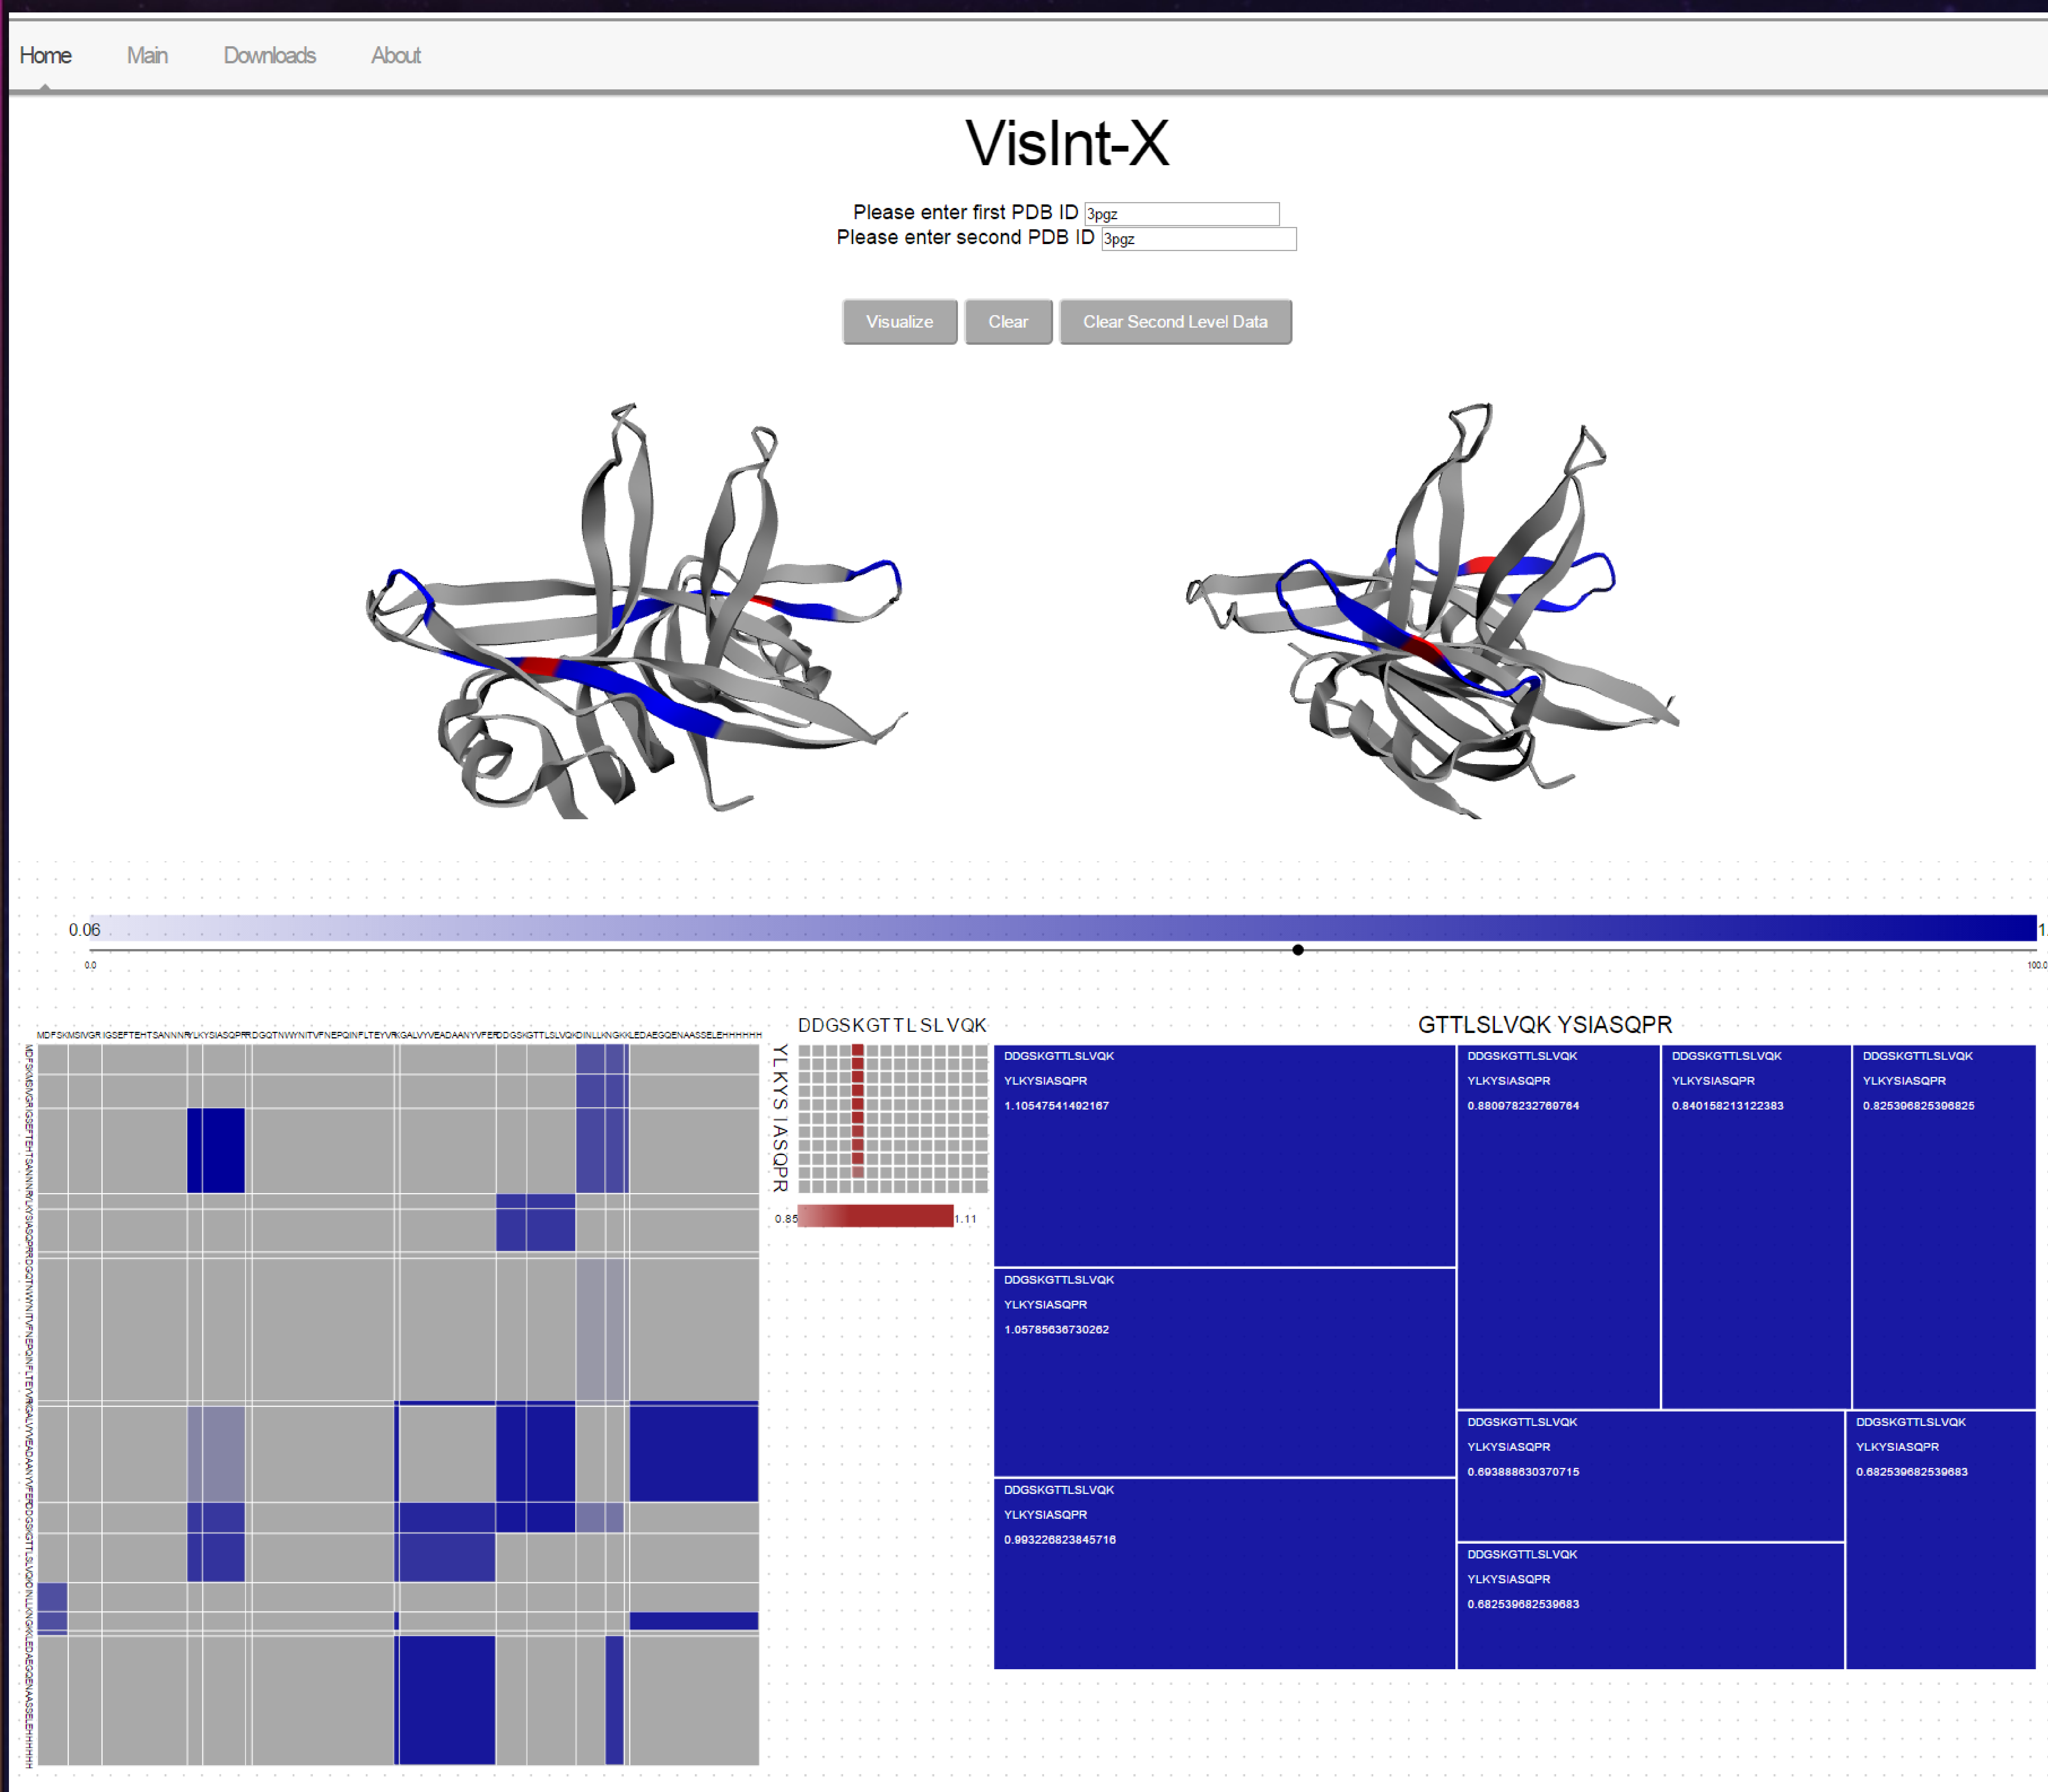 Home Main Downloads About
VisInt-X
Please enter first PDB ID 3pgz
Please enter second PDB ID 3pgz
Visualize Clear Clear Second Level Data
0.06
1.
0.0
100.0
DDGSKGTTLSLVQK
YLKYSIASQPR
0.85
1.11
GTTLSLVQK YSIASQPR
DDGSKGTTLSLVQK
YLKYSIASQPR
1.10547541492167
DDGSKGTTLSLVQK
YLKYSIASQPR
0.880978232769764
DDGSKGTTLSLVQK
YLKYSIASQPR
0.840158213122383
DDGSKGTTLSLVQK
YLKYSIASQPR
0.825396825396825
DDGSKGTTLSLVQK
YLKYSIASQPR
1.05785636730262
DDGSKGTTLSLVQK
YLKYSIASQPR
0.693888630370715
DDGSKGTTLSLVQK
YLKYSIASQPR
0.682539682539683
DDGSKGTTLSLVQK
YLKYSIASQPR
0.993226823845716
DDGSKGTTLSLVQK
YLKYSIASQPR
0.682539682539683